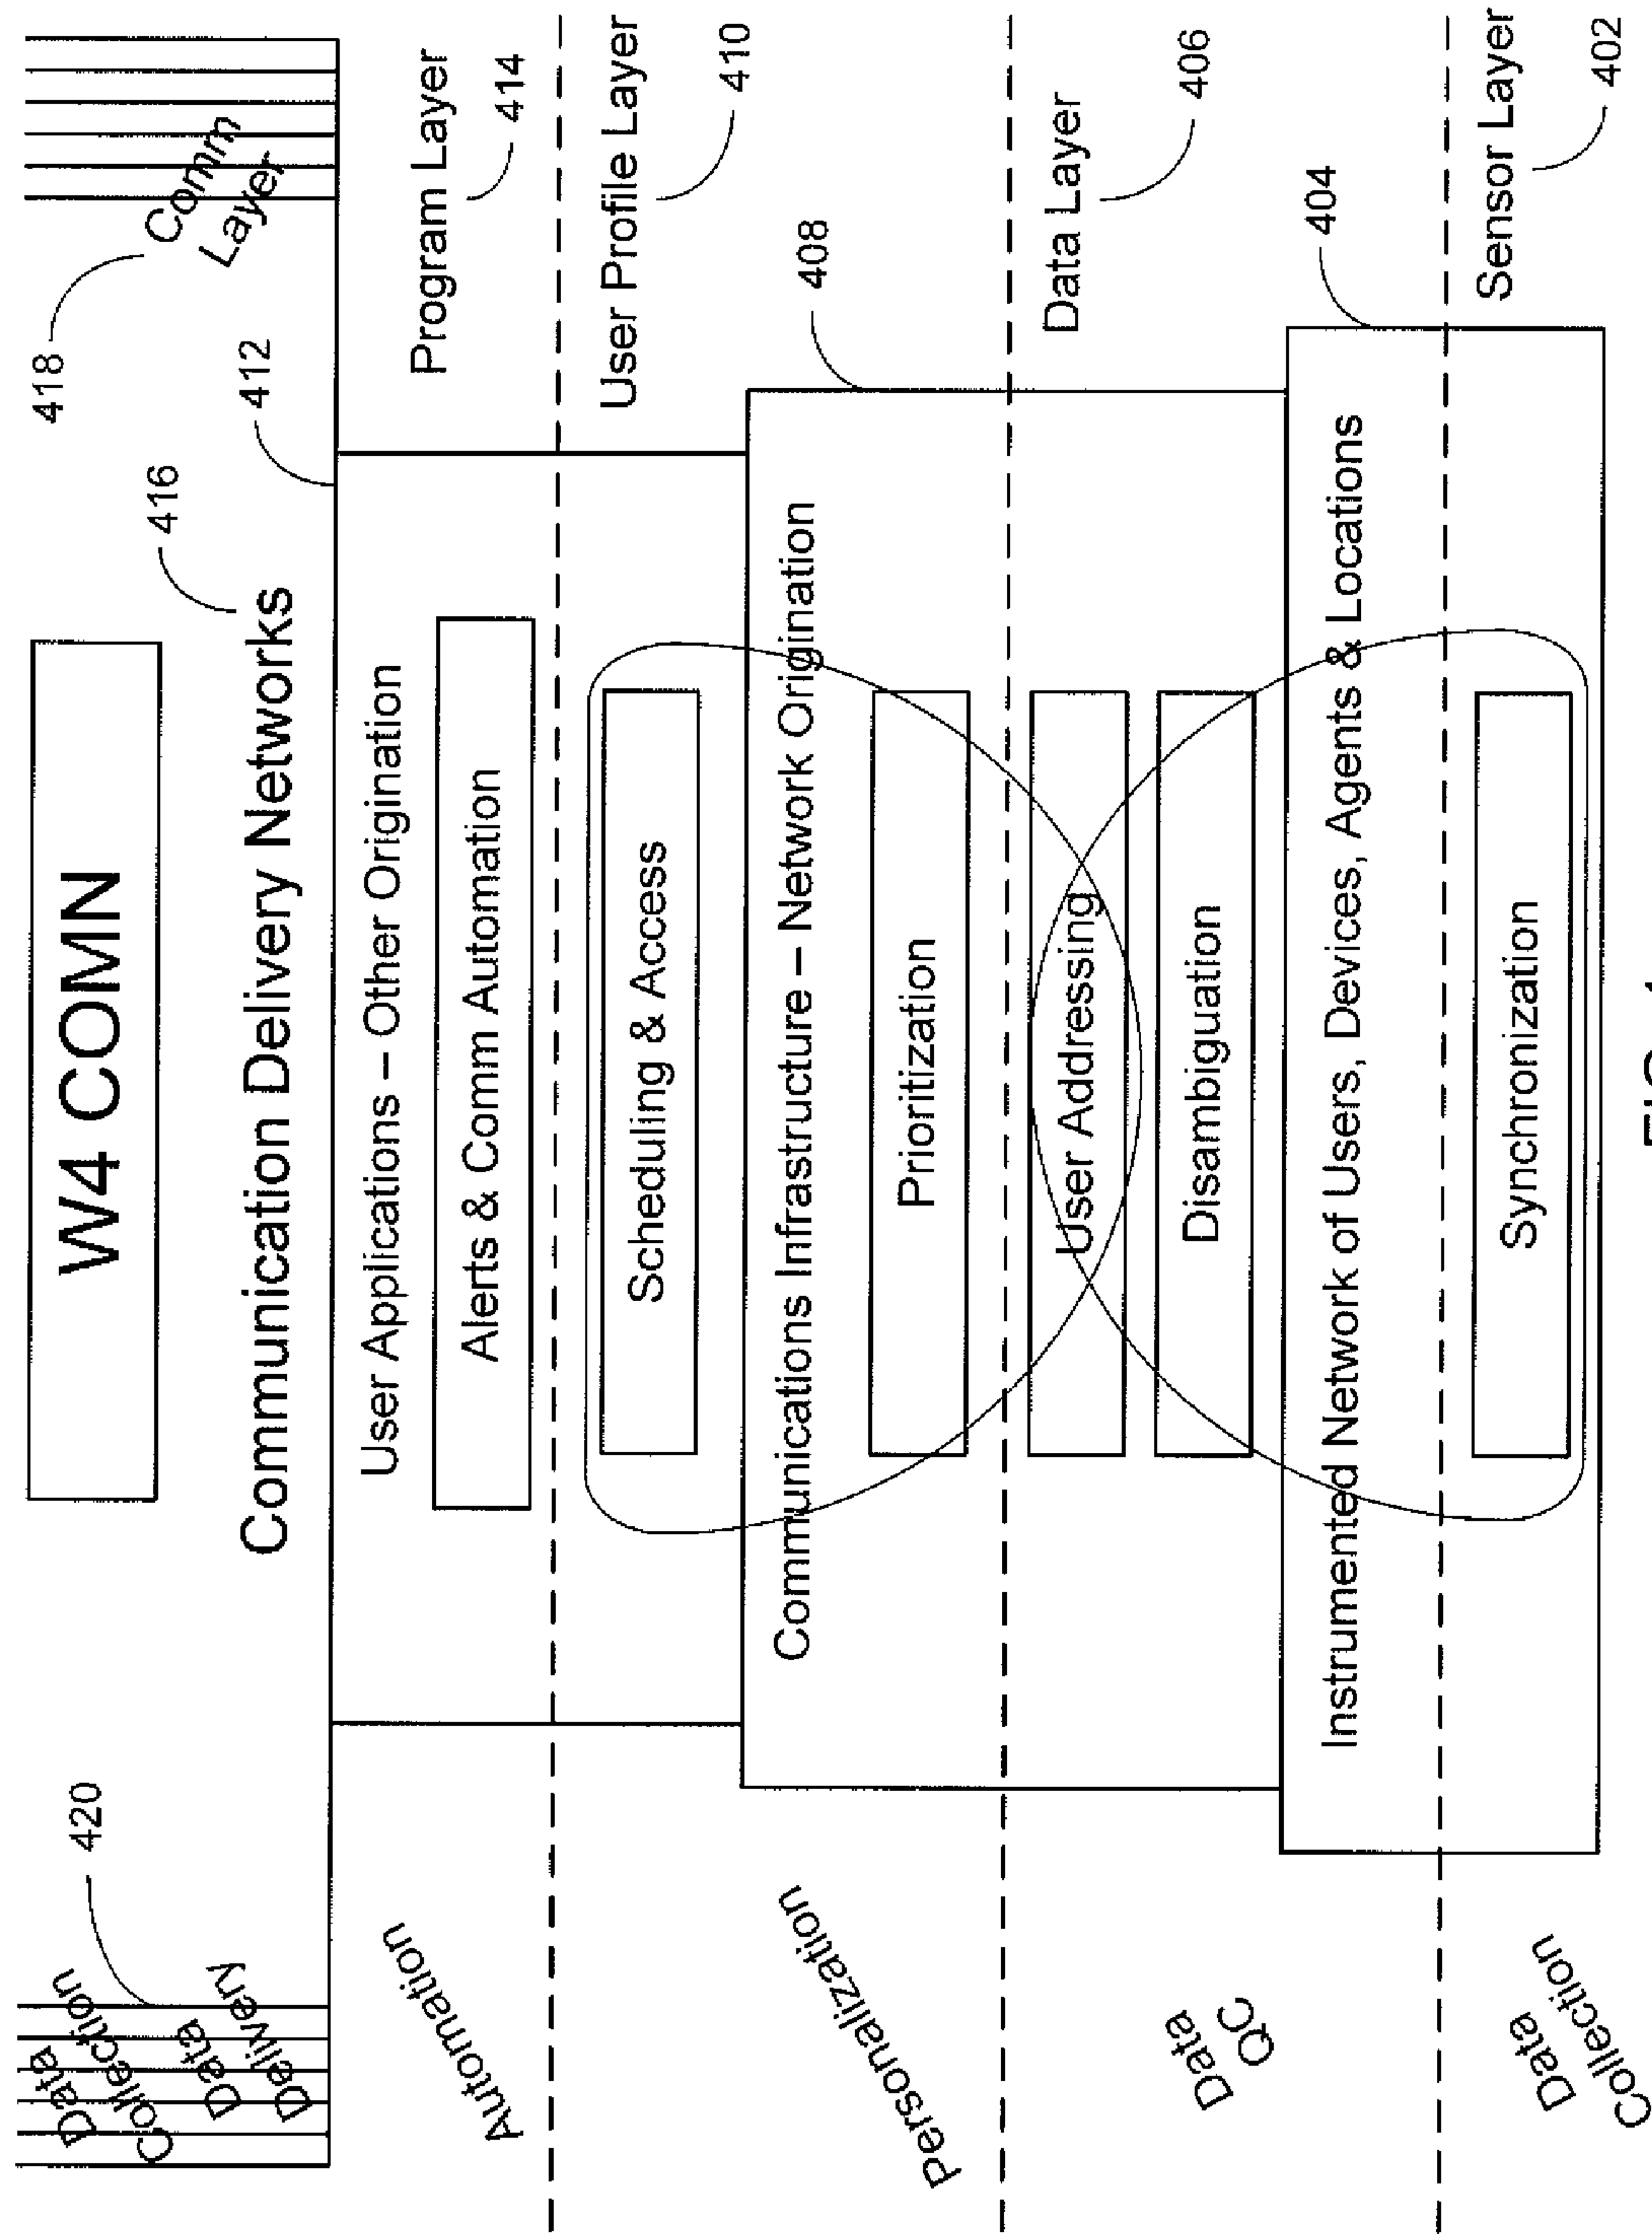 W4 COMN
418
Comm
Layer
420
Data
Collection
Data
Delivery
416
Communication Delivery Networks
412
User Applications – Other Origination
Program Layer
414
Automation
Alerts & Comm Automation
User Profile Layer
410
Scheduling & Access
Communications Infrastructure – Network Origination
408
Personalization
Prioritization
Data Layer
406
User Addressing
Data
QC
Disambiguation
404
Instrumented Network of Users, Devices, Agents & Locations
Sensor Layer
402
Data
Collection
Synchronization